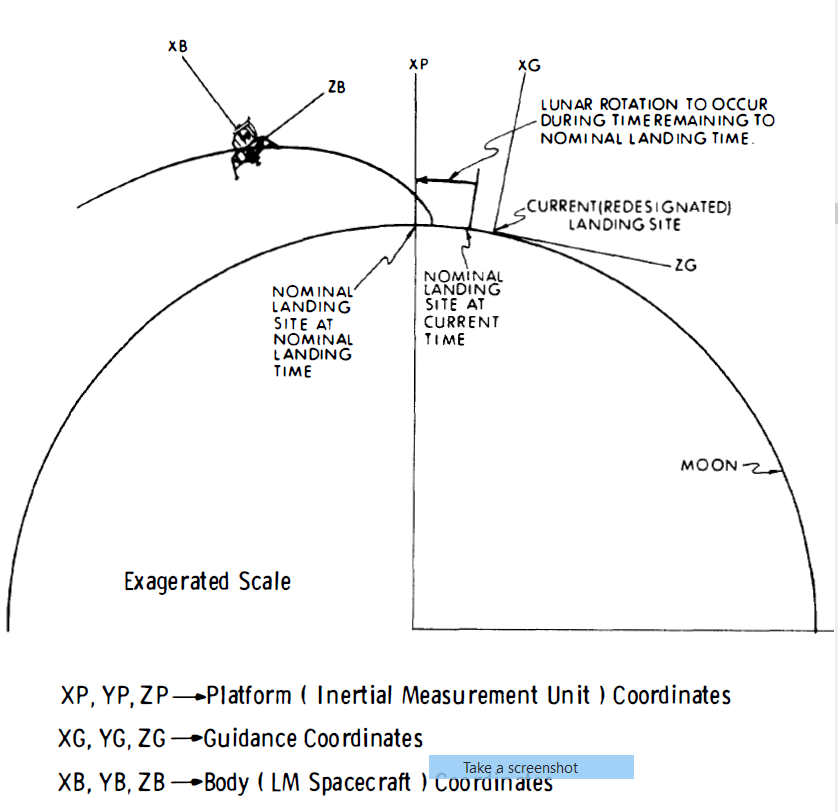 XB
ZB
XP
XG
LUNAR ROTATION TO OCCUR
DURING TIME REMAINING TO
NOMINAL LANDING TIME.
CURRENT(REDESIGNATED)
LANDING SITE
ZG
NOMINAL
LANDING
SITE AT
NOMINAL
LANDING
TIME
NOMINAL
LANDING
SITE AT
CURRENT
TIME
MOON
Exagerated Scale
XP, YP, ZP → Platform ( Inertial Measurement Unit ) Coordinates
XG, YG, ZG → Guidance Coordinates
XB, YB, ZB → Body ( LM Spacecraft ) Coordinates
Take a screenshot